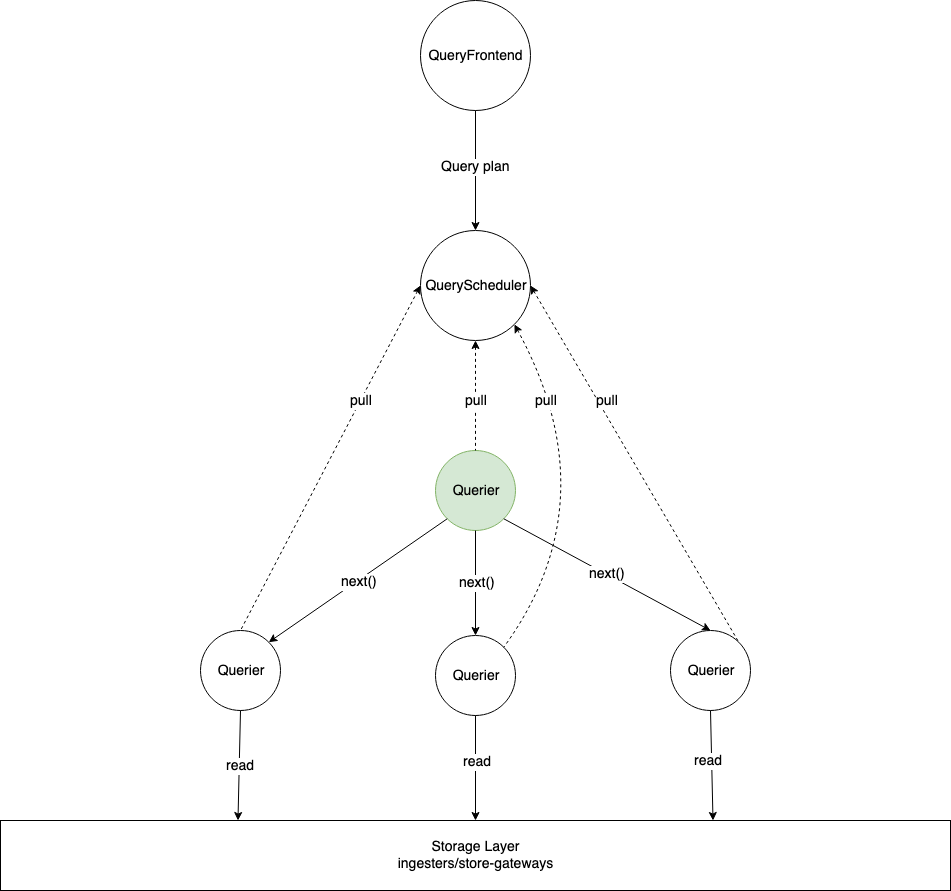 QueryFrontend
Query plan
QueryScheduler
pull
pull
pull
pull
Querier
next()
next()
next()
Querier
Querier
Querier
read
read
read
Storage Layer
ingesters/store-gateways